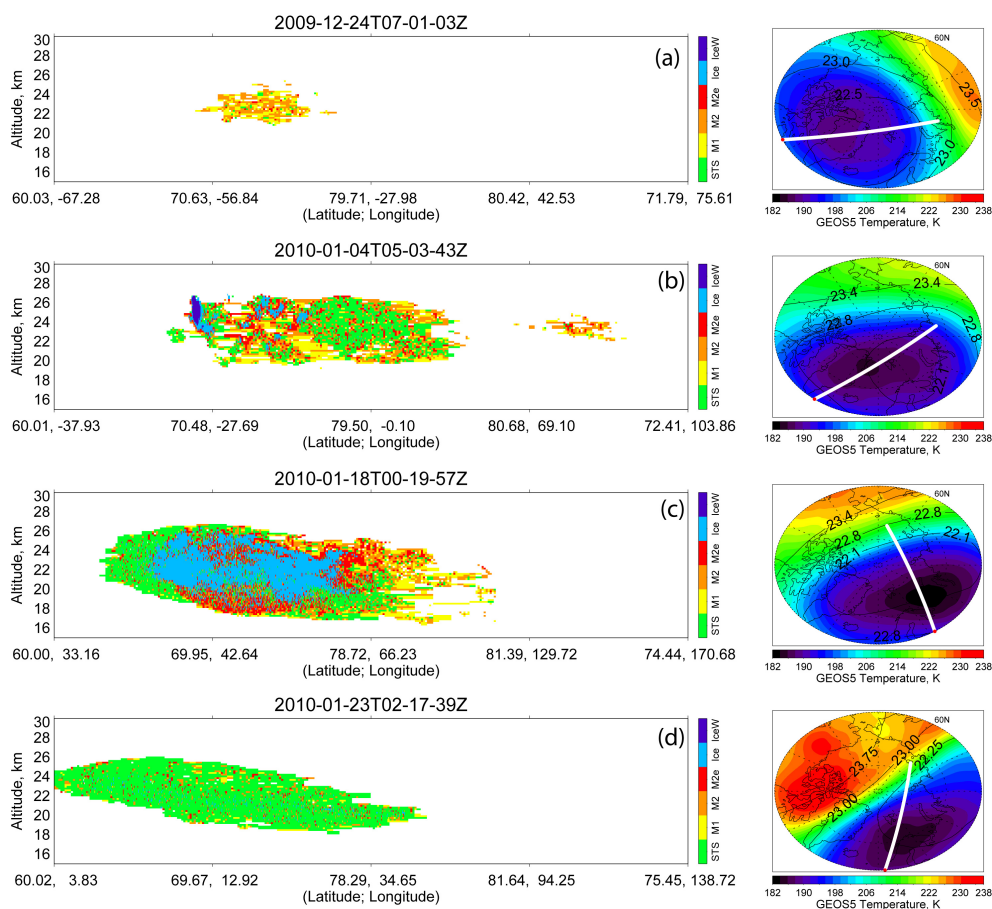 2009-12-24T07-01-03Z
(a)
30
28
26
24
22
20
18
16
Altitude, km
60.03, -67.28 70.63, -56.84 79.71, -27.98 80.42, 42.53 71.79, 75.61
(Latitude; Longitude)
STS M1 M2 M2e Ice IceW
60N
23.0
22.5
23.5
23.0
182 190 198 206 214 222 230 238
GEOS5 Temperature, K
2010-01-04T05-03-43Z
(b)
30
28
26
24
22
20
18
16
Altitude, km
60.01, -37.93 70.48, -27.69 79.50, -0.10 80.68, 69.10 72.41, 103.86
(Latitude; Longitude)
STS M1 M2 M2e Ice IceW
60N
23.4
23.4
22.8
22.8
22.1
182 190 198 206 214 222 230 238
GEOS5 Temperature, K
2010-01-18T00-19-57Z
(c)
30
28
26
24
22
20
18
16
Altitude, km
60.00, 33.16 69.95, 42.64 78.72, 66.23 81.39, 129.72 74.44, 170.68
(Latitude; Longitude)
STS M1 M2 M2e Ice IceW
60N
23.4
22.8
22.8
22.1
22.1
22.8
182 190 198 206 214 222 230 238
GEOS5 Temperature, K
2010-01-23T02-17-39Z
(d)
30
28
26
24
22
20
18
16
Altitude, km
60.02, 3.83 69.67, 12.92 78.29, 34.65 81.64, 94.25 75.45, 138.72
(Latitude; Longitude)
STS M1 M2 M2e Ice IceW
60N
23.75
23.00
22.25
23.00
182 190 198 206 214 222 230 238
GEOS5 Temperature, K